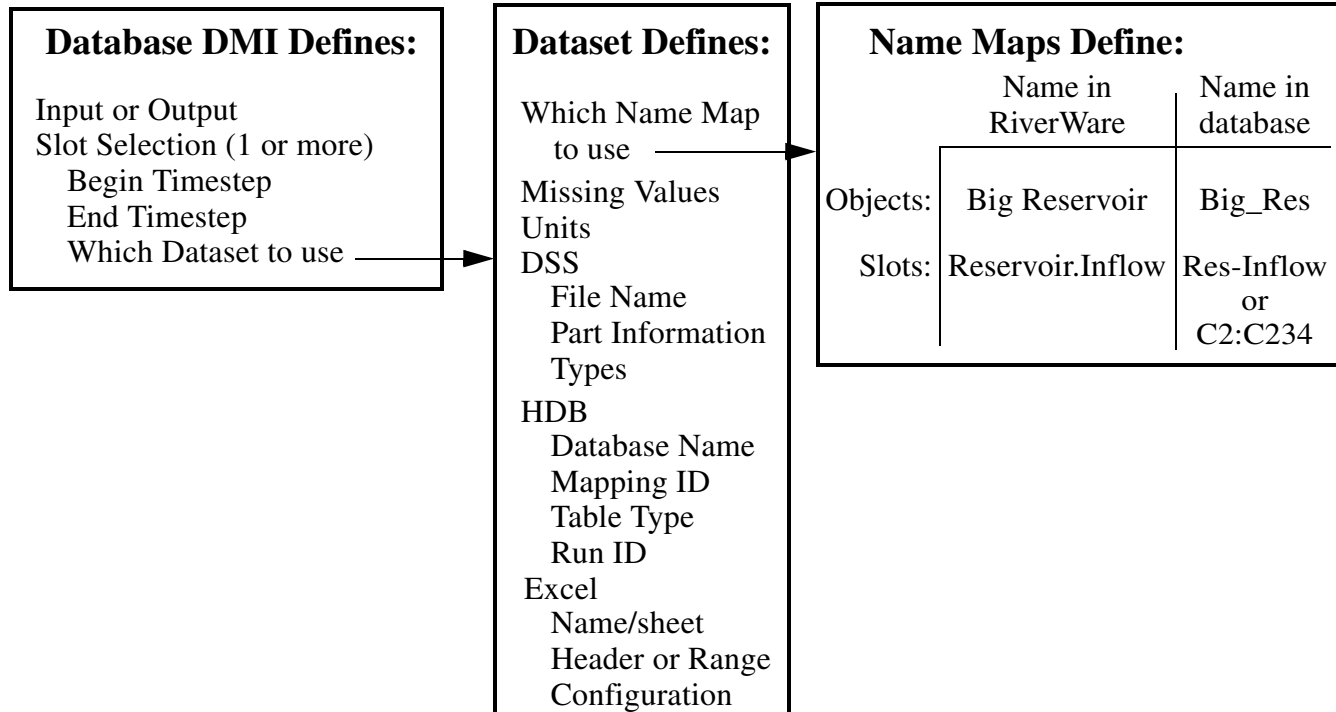 Database DMI Defines:
Input or Output
Slot Selection (1 or more)
Begin Timestep
End Timestep
Which Dataset to use
Dataset Defines:
Which Name Map
to use
Missing Values
Units
DSS
File Name
Part Information
Types
HDB
Database Name
Mapping ID
Table Type
Run ID
Excel
Name/sheet
Header or Range
Configuration
Name Maps Define:
Name in
RiverWare
Name in
database
Objects: Big Reservoir Big_Res
Slots: Reservoir.Inflow Res-Inflow
or
C2:C234